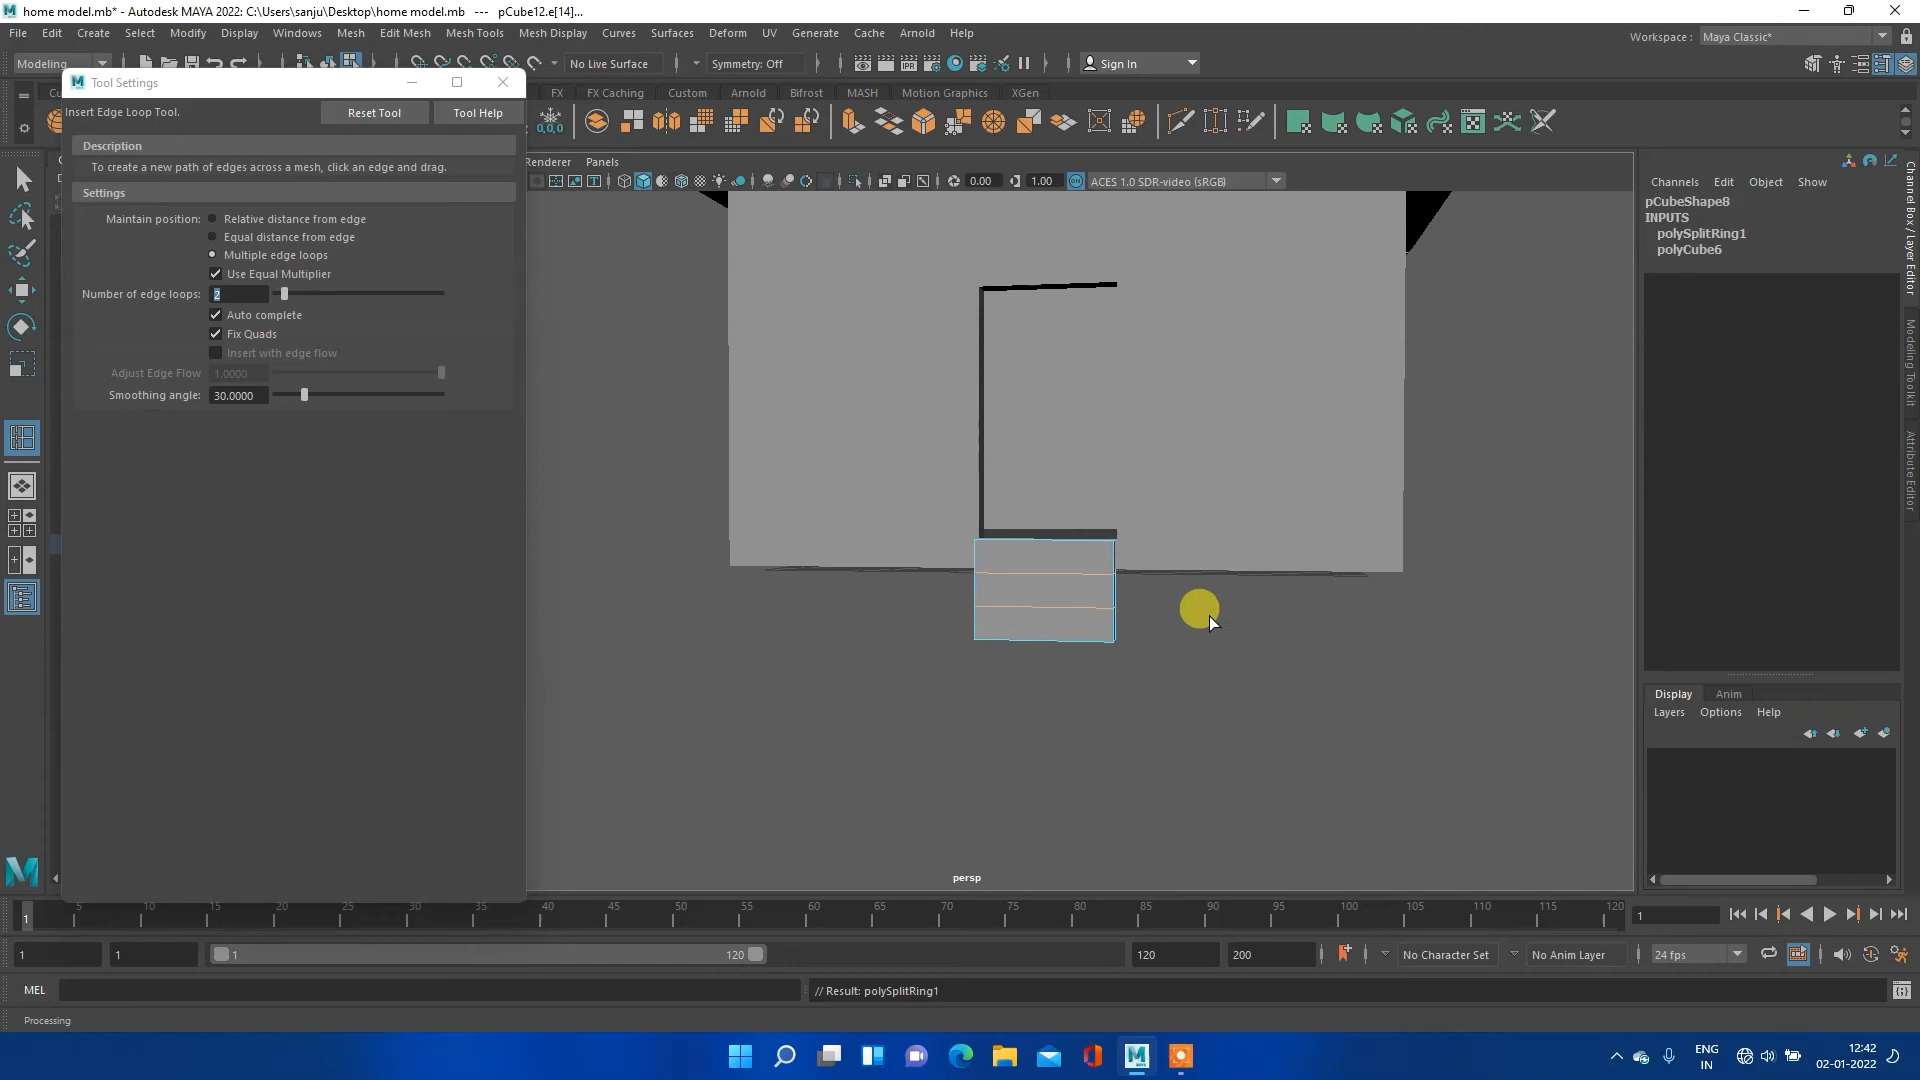 home model.mb* - Autodesk MAYA 2022: C:\Users\sanju\Desktop\home model.mb   ---   pCube12.e[14]...
File Edit Create Select Modify Display Windows Mesh Edit Mesh Mesh Tools Mesh Display Curves Surfaces Deform UV Generate Cache Arnold Help
Workspace : Maya Classic*
Modeling
No Live Surface
Symmetry: Off
Sign In
Tool Settings
FX FX Caching Custom Arnold Bifrost MASH Motion Graphics XGen
Insert Edge Loop Tool.
Reset Tool
Tool Help
0,0,0
IPR
Description
To create a new path of edges across a mesh, click an edge and drag.
Settings
Maintain position:
Relative distance from edge
Equal distance from edge
Multiple edge loops
Use Equal Multiplier
Number of edge loops: 2
Auto complete
Fix Quads
Insert with edge flow
Adjust Edge Flow 1.0000
Smoothing angle: 30.0000
Renderer Panels
0.00
1.00
ON
ACES 1.0 SDR-video (sRGB)
persp
Channels Edit Object Show
pCubeShape8
INPUTS
polySplitRing1
polyCube6
Channel Box / Layer Editor
Modeling Toolkit
Attribute Editor
Display Anim
Layers Options Help
1
5 10 15 20 25 30 35 40 45 50 55 60 65 70 75 80 85 90 95 100 105 110 115 120
1
1
1
1
120
120
200
No Character Set
No Anim Layer
24 fps
MEL
// Result: polySplitRing1
Processing
ENG
IN
12:42
02-01-2022